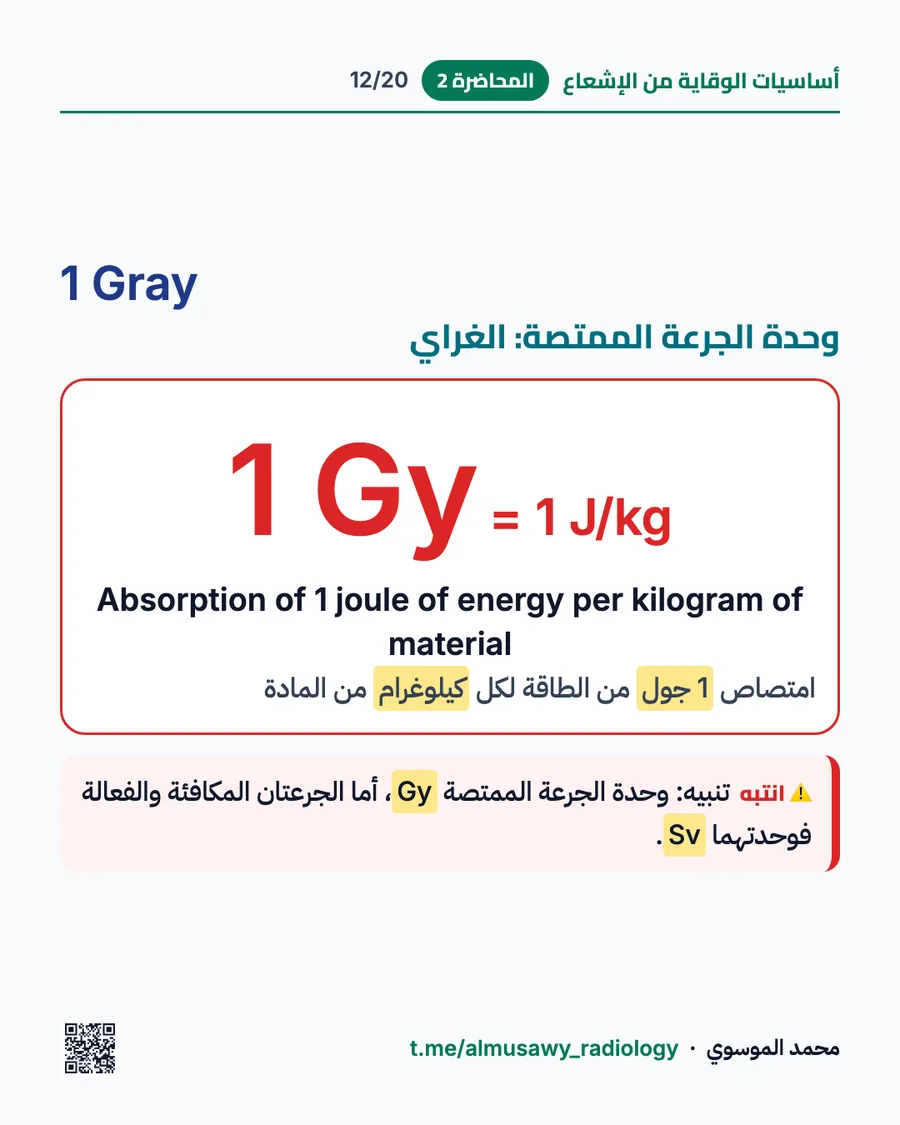 أساسيات الوقاية من الإشعاع المحاضرة 2 12/20
1 Gray
وحدة الجرعة الممتصة: الغراي
1 Gy = 1 J/kg
Absorption of 1 joule of energy per kilogram of
material
امتصاص 1 جول من الطاقة لكل كيلوغرام من المادة
⚠️ انتبه تنبيه: وحدة الجرعة الممتصة Gy، أما الجرعتان المكافئة والفعالة
فوحدتهما Sv.
محمد الموسوي · t.me/almusawy_radiology